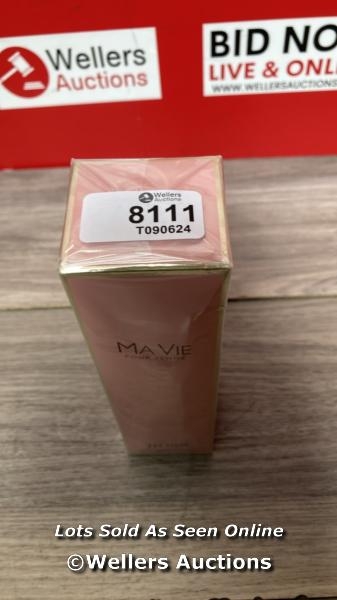 Wellers
Auctions
BID NO
LIVE & ONLI
WWW.WELLERSAUCTIONS
Wellers
Auctions
8111
T090624
MA VIE
POUR FEMME
Lots Sold As Seen Online
©Wellers Auctions